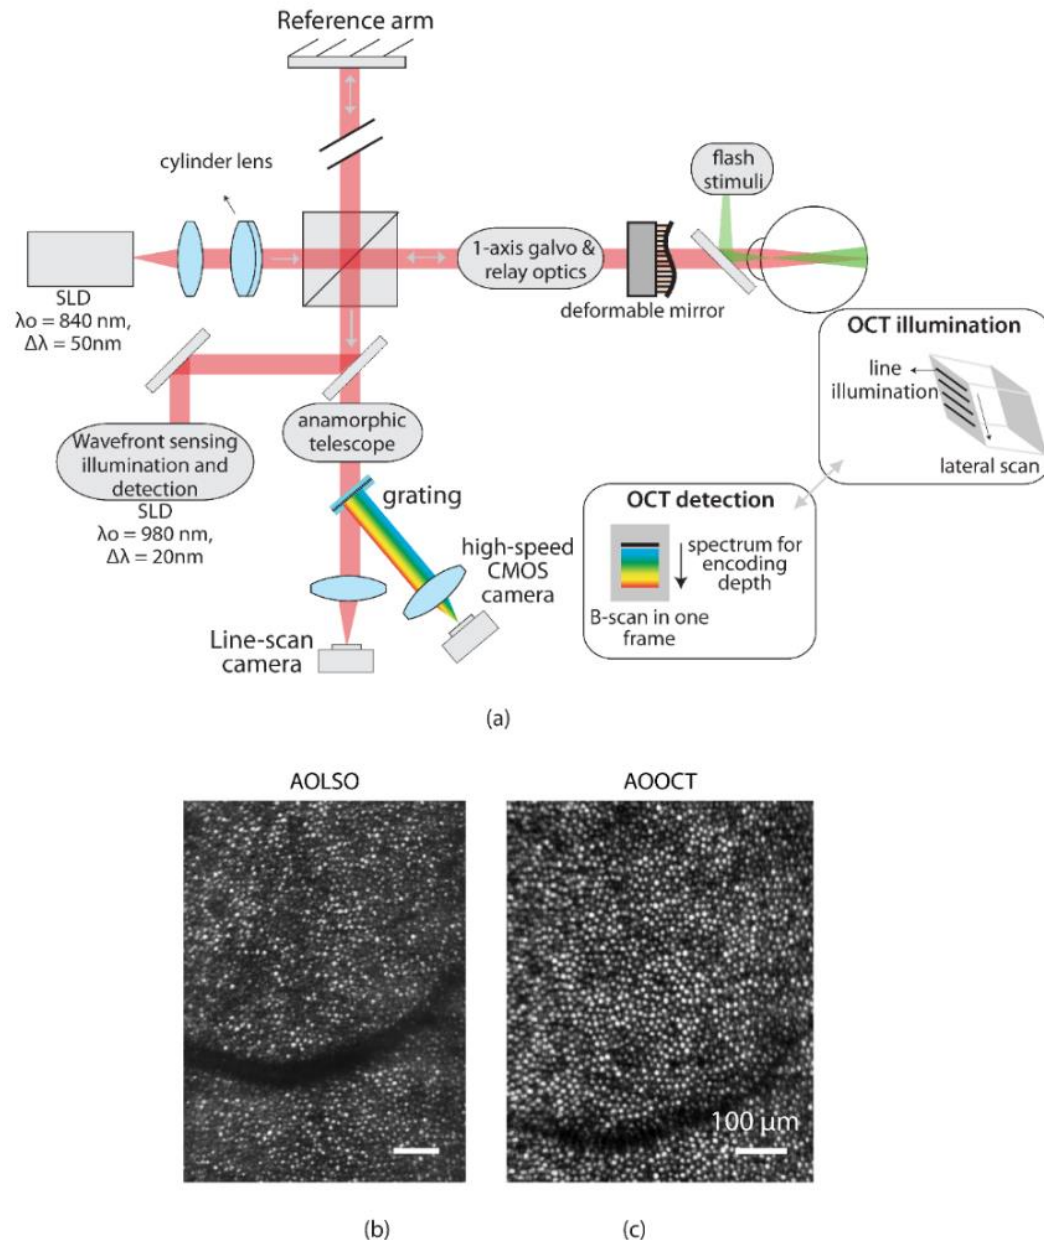 Reference arm
cylinder lens
flash
stimuli
1-axis galvo &
relay optics
deformable mirror
SLD
λo = 840 nm,
Δλ = 50nm
OCT illumination
line
illumination
lateral scan
anamorphic
telescope
Wavefront sensing
illumination and
detection
SLD
λo = 980 nm,
Δλ = 20nm
grating
high-speed
CMOS
camera
OCT detection
spectrum for
encoding
depth
B-scan in one
frame
Line-scan
camera
(a)
AOLSO
AOOCT
100 µm
(b)
(c)